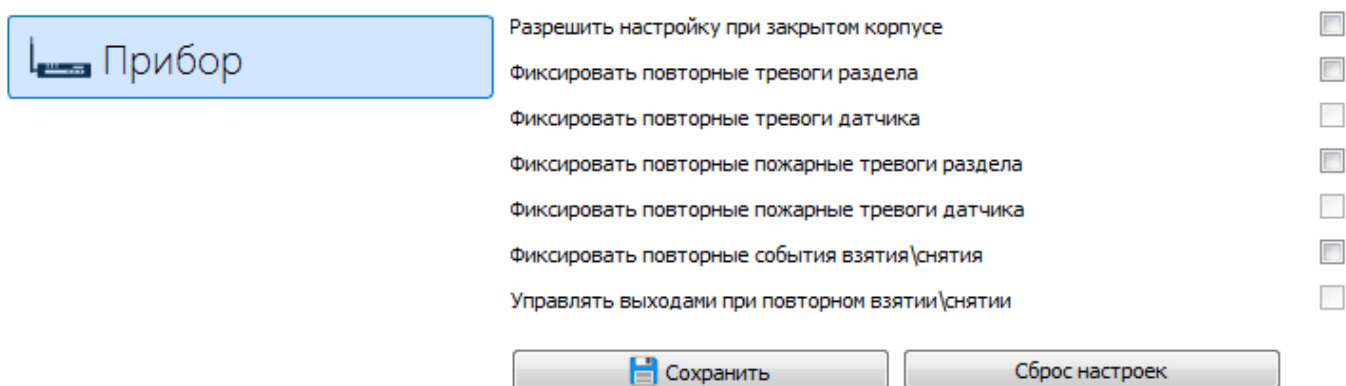 Прибор
Разрешить настройку при закрытом корпусе
Фиксировать повторные тревоги раздела
Фиксировать повторные тревоги датчика
Фиксировать повторные пожарные тревоги раздела
Фиксировать повторные пожарные тревоги датчика
Фиксировать повторные события взятия\снятия
Управлять выходами при повторном взятии\снятии
Сохранить
Сброс настроек